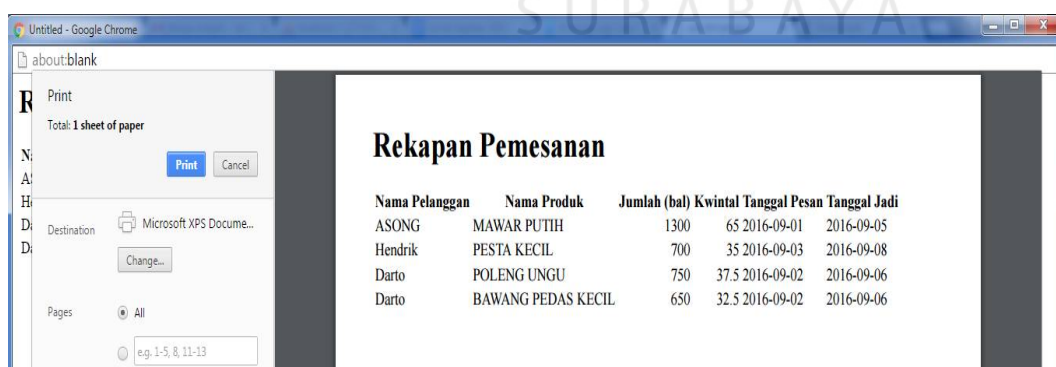 SURABAYA
Untitled - Google Chrome
about:blank
R
Print
Total: 1 sheet of paper
Print Cancel
Destination Microsoft XPS Docume...
Change...
Pages All
e.g. 1-5, 8, 11-13
Rekapan Pemesanan
Nama Pelanggan Nama Produk Jumlah (bal) Kwintal Tanggal Pesan Tanggal Jadi
ASONG MAWAR PUTIH 1300 65 2016-09-01 2016-09-05
Hendrik PESTA KECIL 700 35 2016-09-03 2016-09-08
Darto POLENG UNGU 750 37.5 2016-09-02 2016-09-06
Darto BAWANG PEDAS KECIL 650 32.5 2016-09-02 2016-09-06